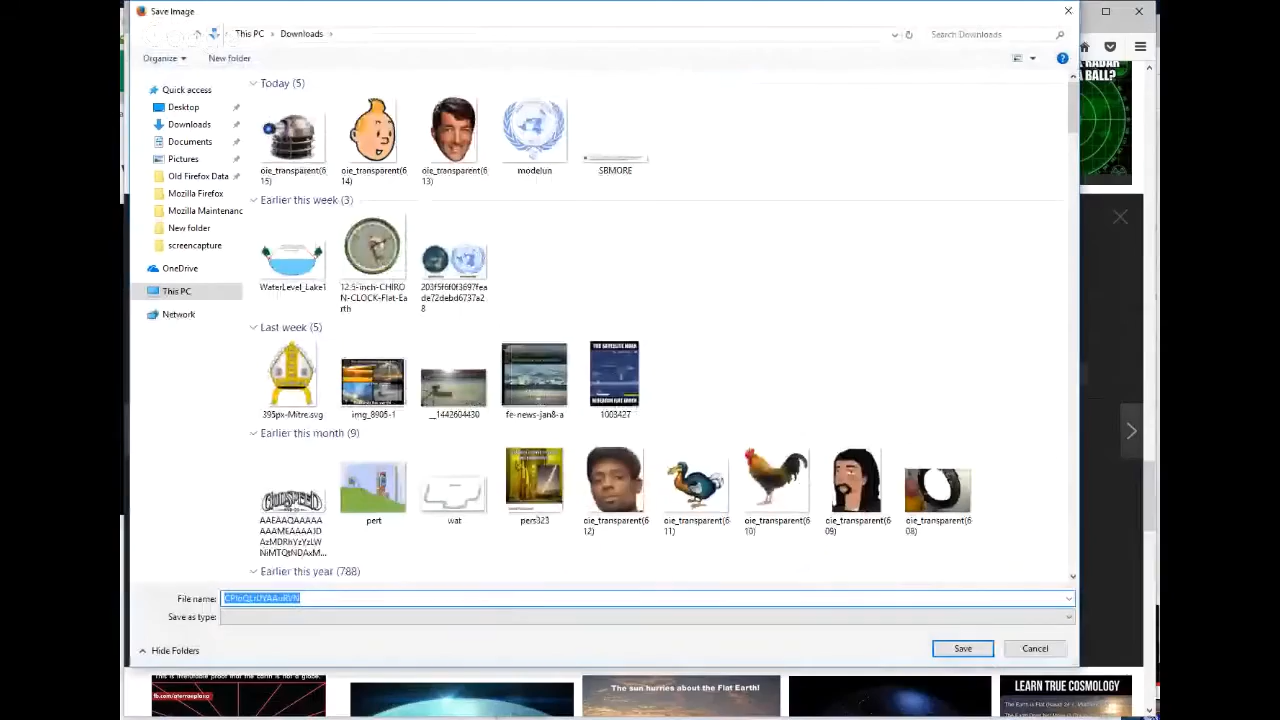 Save Image
This PC
Downloads
Search Downloads
Organize
New folder
Quick access
Desktop
Downloads
Documents
Pictures
Old Firefox Data
Mozilla Firefox
Mozilla Maintenanc
New folder
screencapture
OneDrive
This PC
Network
Today (5)
oie_transparent(6
15)
oie_transparent(6
14)
oie_transparent(6
13)
modelun
SBMORE
Earlier this week (3)
WaterLevel_Lake1
12.5-inch-CHIRO
N-CLOCK-Flat-Ea
rth
203f5f6f0f3697fea
de72debd6737a2
8
Last week (5)
395px-Mitre.svg
img_8905-1
__1442604430
fe-news-jan8-a
1003427
Earlier this month (9)
AAEAAQAAAAA
AAAMEAAAAJD
AzMDRhYzYzLW
NiMTQtNDAxM...
pert
wat
pers323
oie_transparent(6
12)
oie_transparent(6
11)
oie_transparent(6
10)
oie_transparent(6
09)
oie_transparent(6
08)
Earlier this year (788)
File name:
Save as type:
Hide Folders
Save
Cancel
RADAR
A BALL?
The sun hurries about the Flat Earth!
LEARN TRUE COSMOLOGY